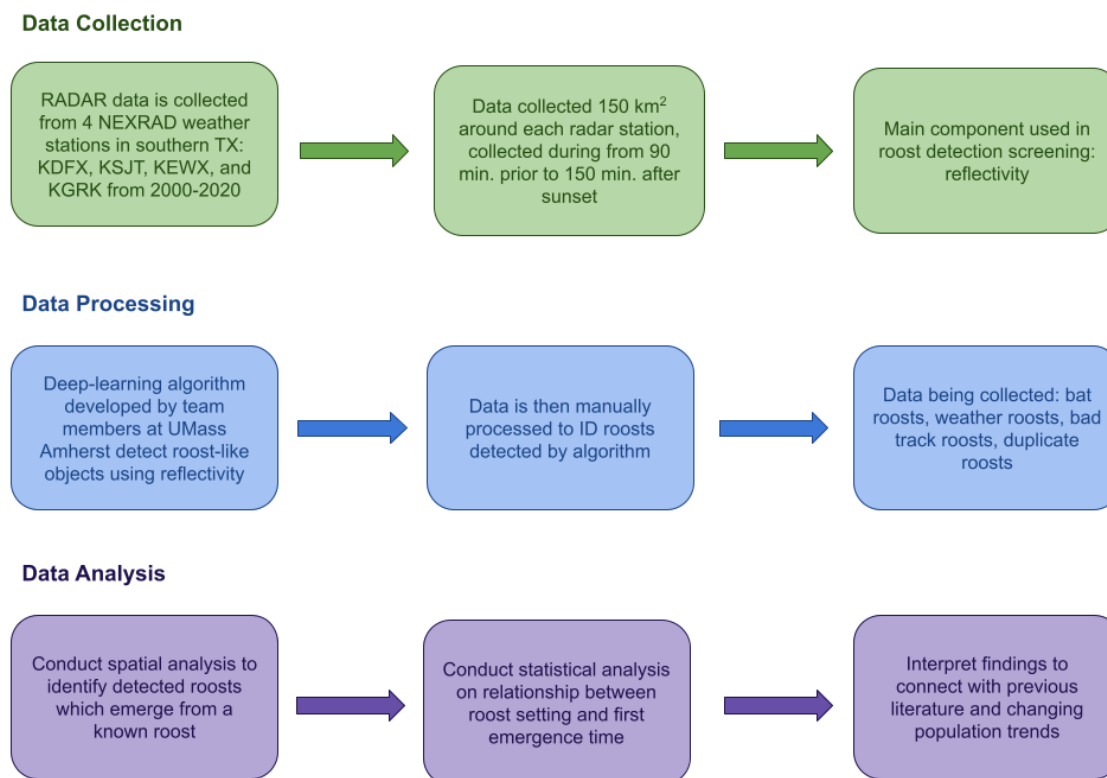 Data Collection
RADAR data is collected
from 4 NEXRAD weather
stations in southern TX:
KDFX, KSJT, KEWX, and
KGRK from 2000-2020
Data collected 150 km²
around each radar station,
collected during from 90
min. prior to 150 min. after
sunset
Main component used in
roost detection screening:
reflectivity
Data Processing
Deep-learning algorithm
developed by team
members at UMass
Amherst detect roost-like
objects using reflectivity
Data is then manually
processed to ID roosts
detected by algorithm
Data being collected: bat
roosts, weather roosts, bad
track roosts, duplicate
roosts
Data Analysis
Conduct spatial analysis to
identify detected roosts
which emerge from a
known roost
Conduct statistical analysis
on relationship between
roost setting and first
emergence time
Interpret findings to
connect with previous
literature and changing
population trends